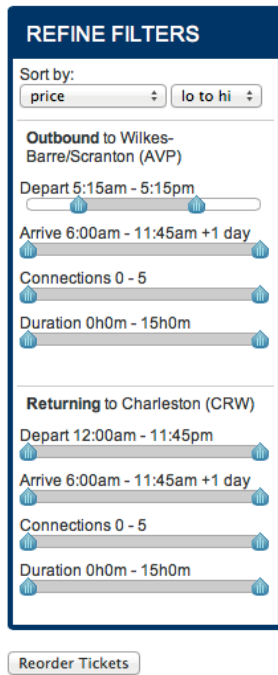 REFINE FILTERS
Sort by:
price lo to hi
Outbound to Wilkes-
Barre/Scranton (AVP)
Depart 5:15am - 5:15pm
Arrive 6:00am - 11:45am +1 day
Connections 0 - 5
Duration 0h0m - 15h0m
Returning to Charleston (CRW)
Depart 12:00am - 11:45pm
Arrive 6:00am - 11:45am +1 day
Connections 0 - 5
Duration 0h0m - 15h0m
Reorder Tickets